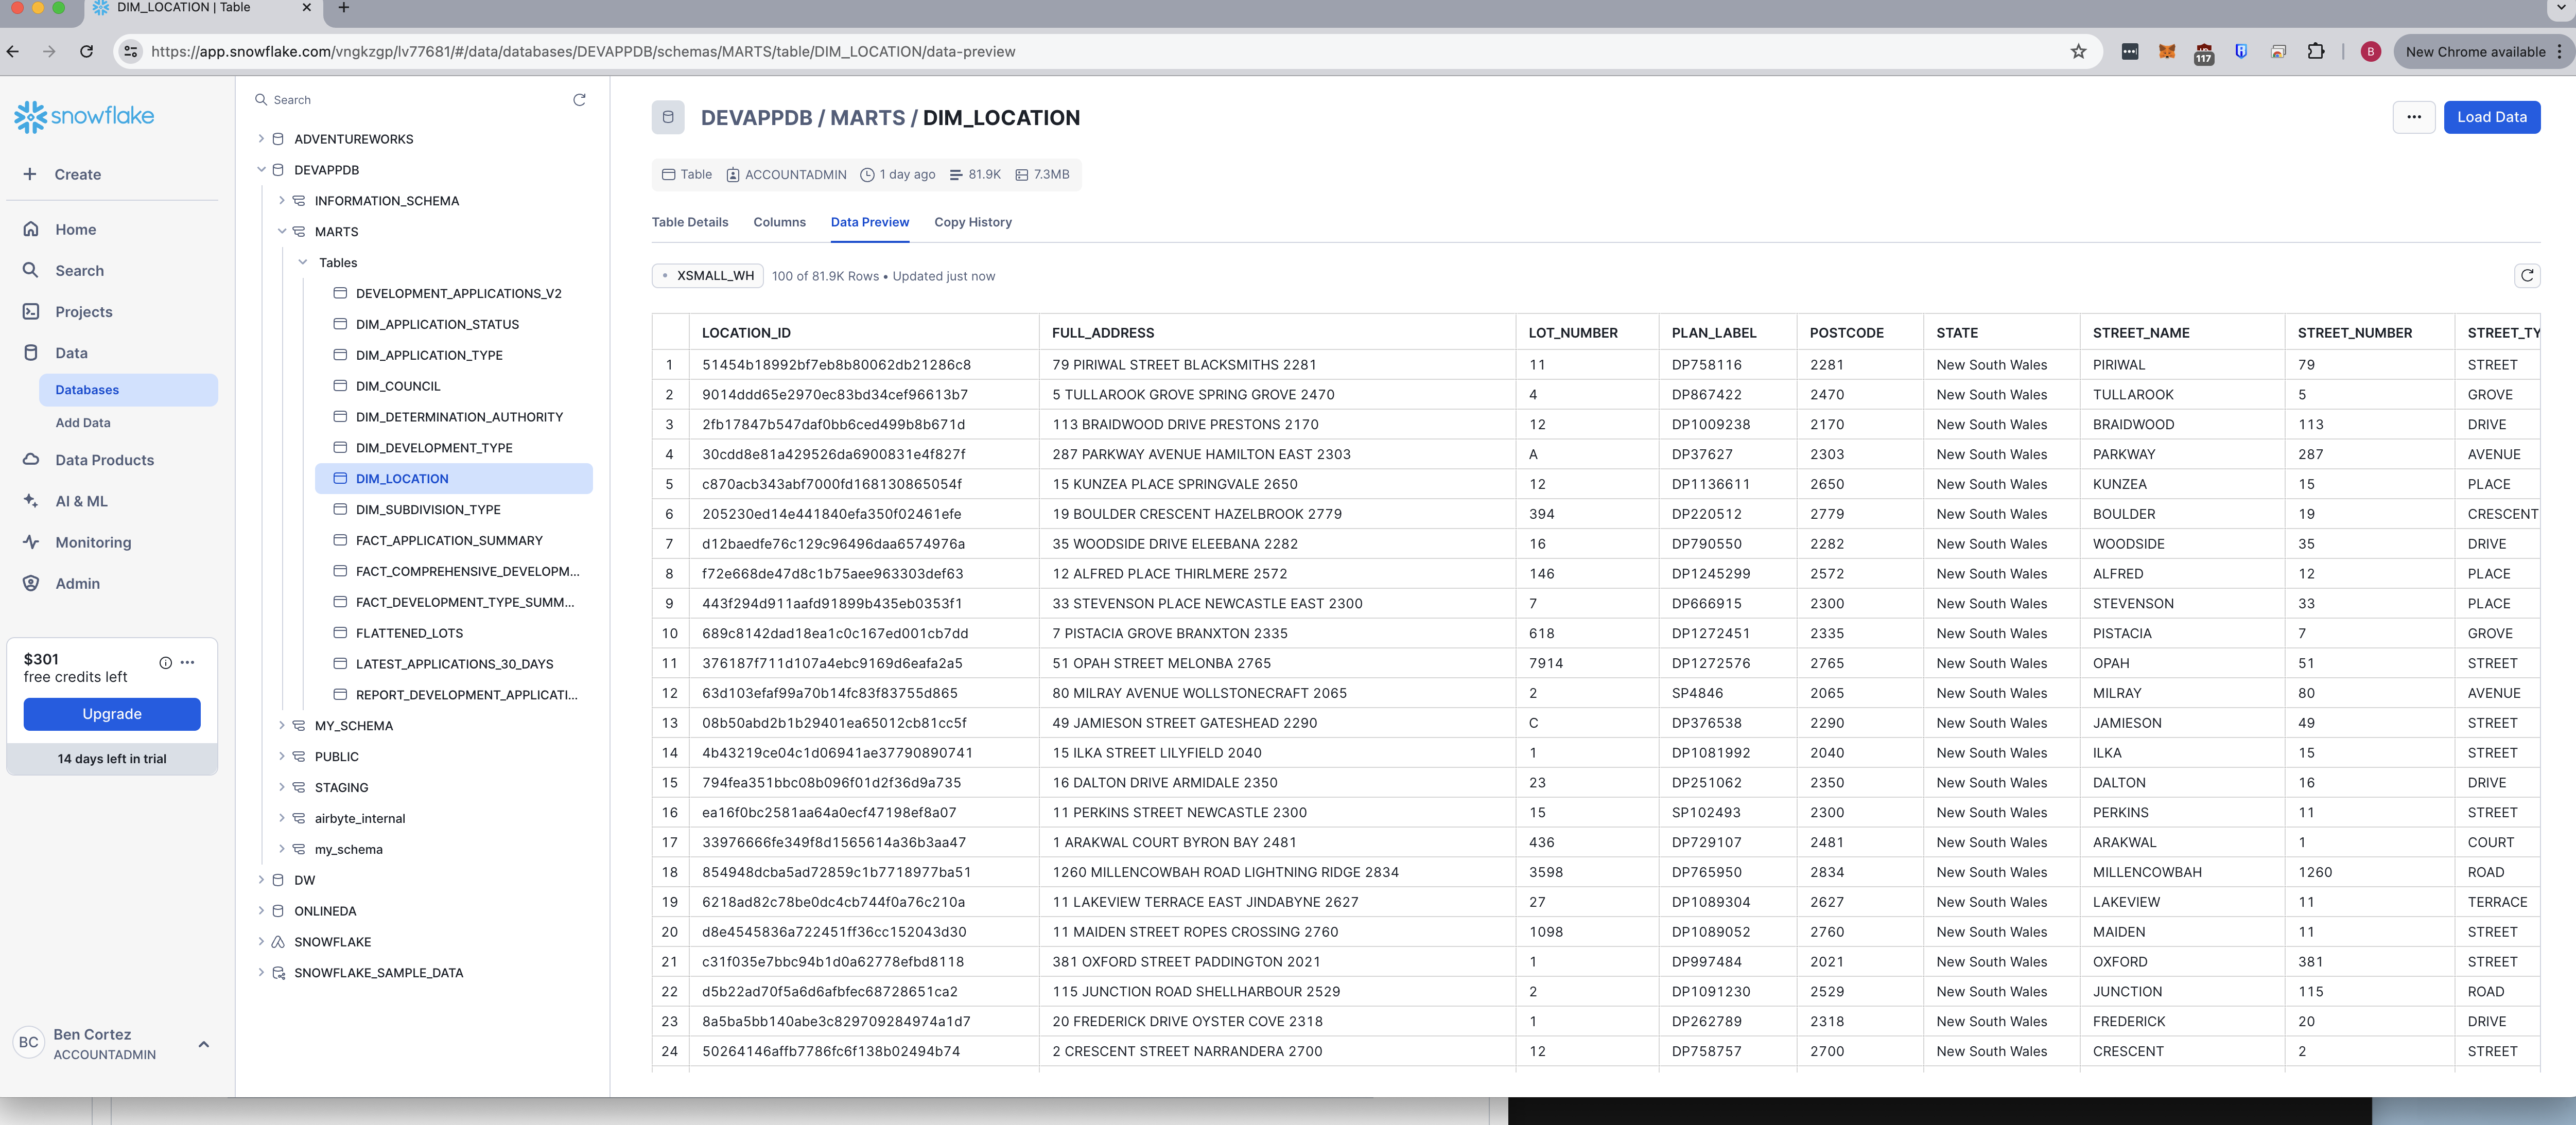 DIM_LOCATION | Table
https://app.snowflake.com/vngkzgp/lv77681/#/data/databases/DEVAPPDB/schemas/MARTS/table/DIM_LOCATION/data-preview
117
B
New Chrome available
snowflake
Create
Home
Search
Projects
Data
Databases
Add Data
Data Products
AI & ML
Monitoring
Admin
$301
free credits left
Upgrade
14 days left in trial
BC
Ben Cortez
ACCOUNTADMIN
Search
ADVENTUREWORKS
DEVAPPDB
INFORMATION_SCHEMA
MARTS
Tables
DEVELOPMENT_APPLICATIONS_V2
DIM_APPLICATION_STATUS
DIM_APPLICATION_TYPE
DIM_COUNCIL
DIM_DETERMINATION_AUTHORITY
DIM_DEVELOPMENT_TYPE
DIM_LOCATION
DIM_SUBDIVISION_TYPE
FACT_APPLICATION_SUMMARY
FACT_COMPREHENSIVE_DEVELOPM...
FACT_DEVELOPMENT_TYPE_SUMM...
FLATTENED_LOTS
LATEST_APPLICATIONS_30_DAYS
REPORT_DEVELOPMENT_APPLICATI...
MY_SCHEMA
PUBLIC
STAGING
airbyte_internal
my_schema
DW
ONLINEDA
SNOWFLAKE
SNOWFLAKE_SAMPLE_DATA
DEVAPPDB / MARTS / DIM_LOCATION
Load Data
Table ACCOUNTADMIN 1 day ago 81.9K 7.3MB
Table Details Columns Data Preview Copy History
XSMALL_WH 100 of 81.9K Rows • Updated just now
LOCATION_ID FULL_ADDRESS LOT_NUMBER PLAN_LABEL POSTCODE STATE STREET_NAME STREET_NUMBER STREET_TY
1 51454b18992bf7eb8b80062db21286c8 79 PIRIWAL STREET BLACKSMITHS 2281 11 DP758116 2281 New South Wales PIRIWAL 79 STREET
2 9014ddd65e2970ec83bd34cef96613b7 5 TULLAROOK GROVE SPRING GROVE 2470 4 DP867422 2470 New South Wales TULLAROOK 5 GROVE
3 2fb17847b547daf0bb6ced499b8b671d 113 BRAIDWOOD DRIVE PRESTONS 2170 12 DP1009238 2170 New South Wales BRAIDWOOD 113 DRIVE
4 30cdd8e81a429526da6900831e4f827f 287 PARKWAY AVENUE HAMILTON EAST 2303 A DP37627 2303 New South Wales PARKWAY 287 AVENUE
5 c870acb343abf7000fd168130865054f 15 KUNZEA PLACE SPRINGVALE 2650 12 DP1136611 2650 New South Wales KUNZEA 15 PLACE
6 205230ed14e441840efa350f02461efe 19 BOULDER CRESCENT HAZELBROOK 2779 394 DP220512 2779 New South Wales BOULDER 19 CRESCENT
7 d12baedfe76c129c96496daa6574976a 35 WOODSIDE DRIVE ELEEBANA 2282 16 DP790550 2282 New South Wales WOODSIDE 35 DRIVE
8 f72e668de47d8c1b75aee963303def63 12 ALFRED PLACE THIRLMERE 2572 146 DP1245299 2572 New South Wales ALFRED 12 PLACE
9 443f294d911aafd91899b435eb0353f1 33 STEVENSON PLACE NEWCASTLE EAST 2300 7 DP666915 2300 New South Wales STEVENSON 33 PLACE
10 689c8142dad18ea1c0c167ed001cb7dd 7 PISTACIA GROVE BRANXTON 2335 618 DP1272451 2335 New South Wales PISTACIA 7 GROVE
11 376187f711d107a4ebc9169d6eafa2a5 51 OPAH STREET MELONBA 2765 7914 DP1272576 2765 New South Wales OPAH 51 STREET
12 63d103efaf99a70b14fc83f83755d865 80 MILRAY AVENUE WOLLSTONECRAFT 2065 2 SP4846 2065 New South Wales MILRAY 80 AVENUE
13 08b50abd2b1b29401ea65012cb81cc5f 49 JAMIESON STREET GATESHEAD 2290 C DP376538 2290 New South Wales JAMIESON 49 STREET
14 4b43219ce04c1d06941ae37790890741 15 ILKA STREET LILYFIELD 2040 1 DP1081992 2040 New South Wales ILKA 15 STREET
15 794fea351bbc08b096f01d2f36d9a735 16 DALTON DRIVE ARMIDALE 2350 23 DP251062 2350 New South Wales DALTON 16 DRIVE
16 ea16f0bc2581aa64a0ecf47198ef8a07 11 PERKINS STREET NEWCASTLE 2300 15 SP102493 2300 New South Wales PERKINS 11 STREET
17 33976666fe349f8d1565614a36b3aa47 1 ARAKWAL COURT BYRON BAY 2481 436 DP729107 2481 New South Wales ARAKWAL 1 COURT
18 854948dcba5ad72859c1b7718977ba51 1260 MILLENCOWBAH ROAD LIGHTNING RIDGE 2834 3598 DP765950 2834 New South Wales MILLENCOWBAH 1260 ROAD
19 6218ad82c78be0dc4cb744f0a76c210a 11 LAKEVIEW TERRACE EAST JINDABYNE 2627 27 DP1089304 2627 New South Wales LAKEVIEW 11 TERRACE
20 d8e4545836a722451ff36cc152043d30 11 MAIDEN STREET ROPES CROSSING 2760 1098 DP1089052 2760 New South Wales MAIDEN 11 STREET
21 c31f035e7bbc94b1d0a62778efbd8118 381 OXFORD STREET PADDINGTON 2021 1 DP997484 2021 New South Wales OXFORD 381 STREET
22 d5b22ad70f5a6d6afbfec68728651ca2 115 JUNCTION ROAD SHELLHARBOUR 2529 2 DP1091230 2529 New South Wales JUNCTION 115 ROAD
23 8a5ba5bb140abe3c829709284974a1d7 20 FREDERICK DRIVE OYSTER COVE 2318 1 DP262789 2318 New South Wales FREDERICK 20 DRIVE
24 50264146affb7786fc6f138b02494b74 2 CRESCENT STREET NARRANDERA 2700 12 DP758757 2700 New South Wales CRESCENT 2 STREET